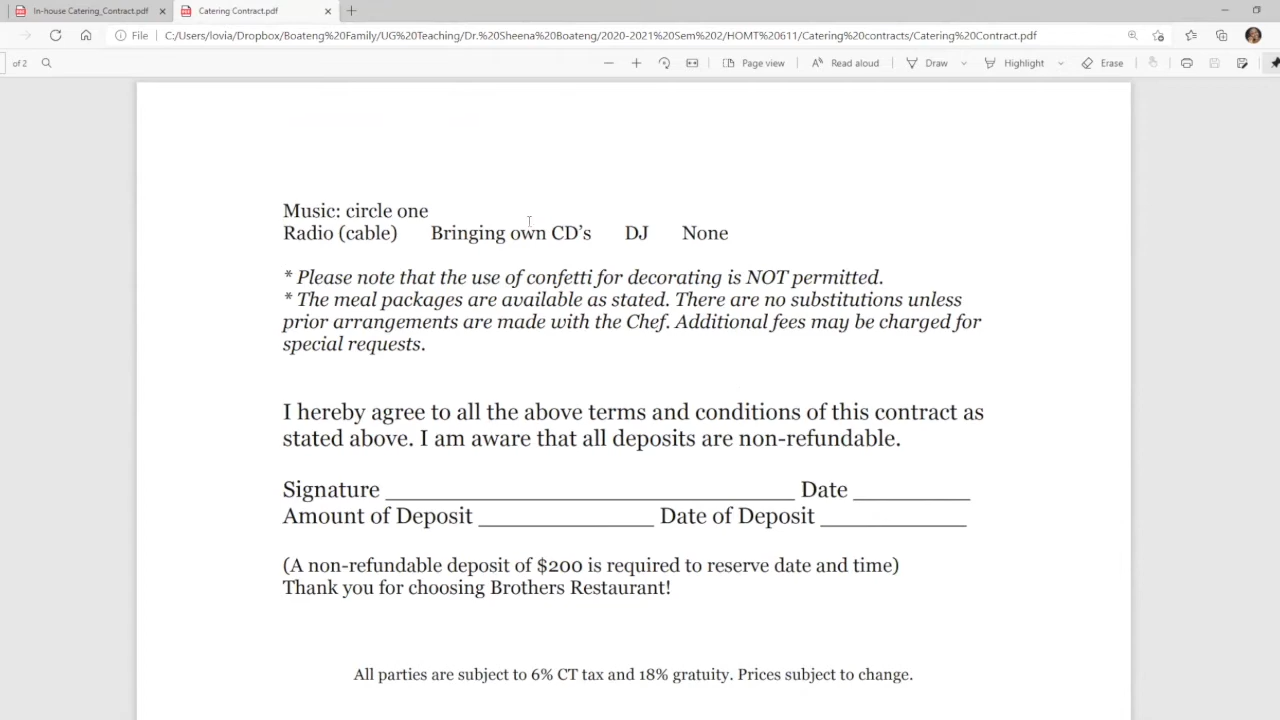 In-house Catering_Contract.pdf
Catering Contract.pdf
File C:/Users/lovia/Dropbox/Boateng%20Family/UG%20Teaching/Dr.%20Sheena%20Boateng/2020-2021%20Sem%202/HOMT%20611/Catering%20contracts/Catering%20Contract.pdf
of 2 Page view Read aloud Draw Highlight Erase
Music: circle one
Radio (cable) Bringing own CD's DJ None
* Please note that the use of confetti for decorating is NOT permitted.
* The meal packages are available as stated. There are no substitutions unless
prior arrangements are made with the Chef. Additional fees may be charged for
special requests.
I hereby agree to all the above terms and conditions of this contract as
stated above. I am aware that all deposits are non-refundable.
Signature ___________________________________ Date __________
Amount of Deposit _______________ Date of Deposit ____________
(A non-refundable deposit of $200 is required to reserve date and time)
Thank you for choosing Brothers Restaurant!
All parties are subject to 6% CT tax and 18% gratuity. Prices subject to change.